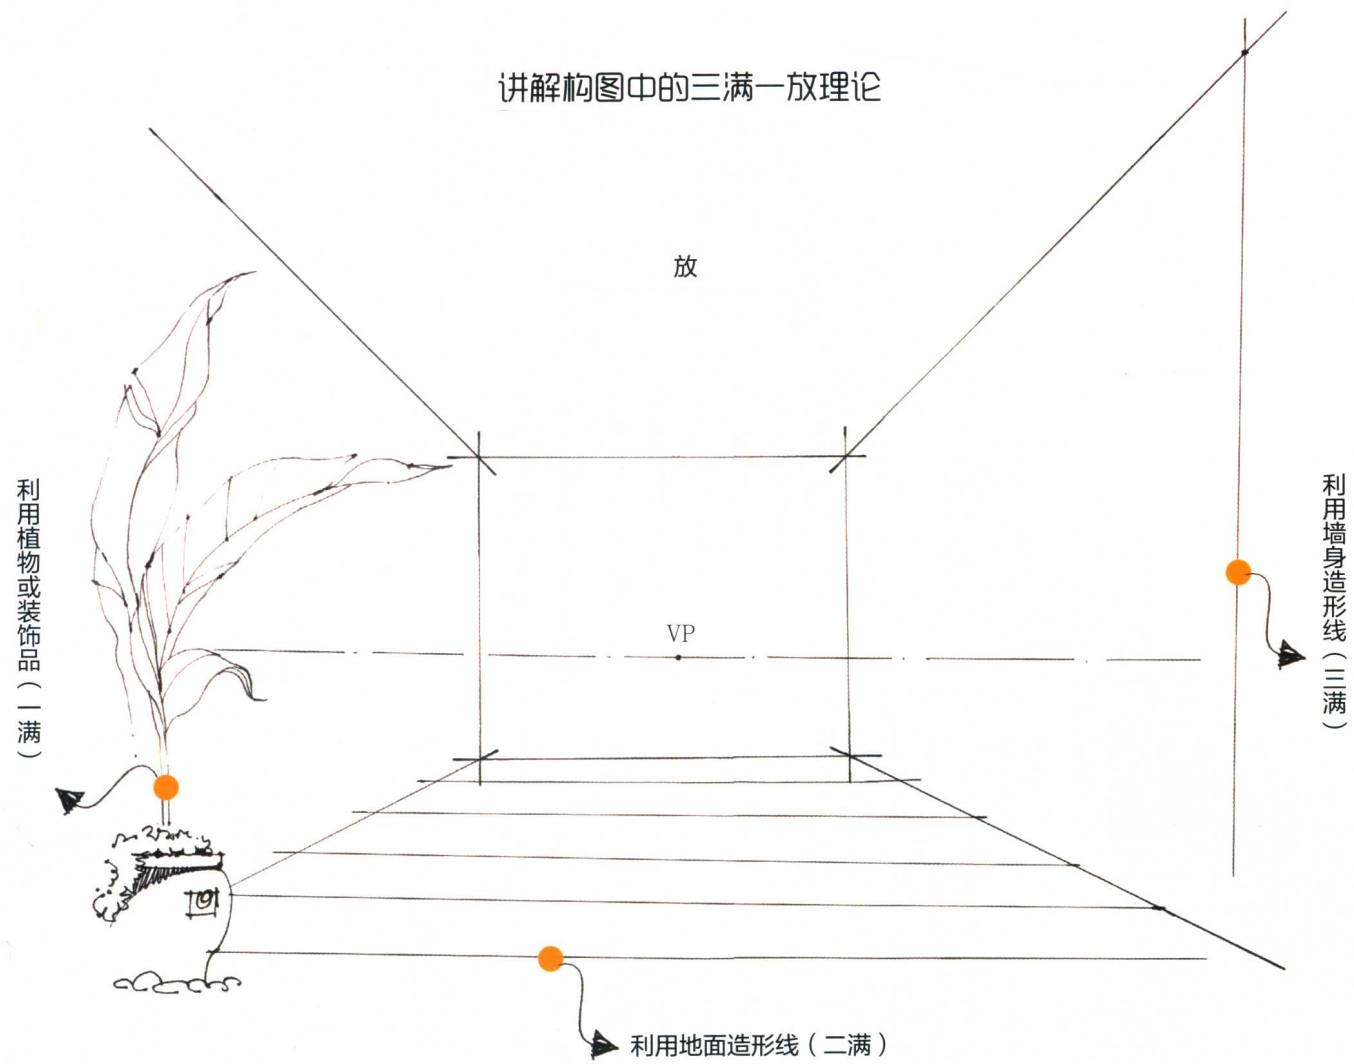 讲解构图中的三满一放理论
放
利用植物或装饰品（一满）
利用墙身造形线（三满）
VP
利用地面造形线（二满）